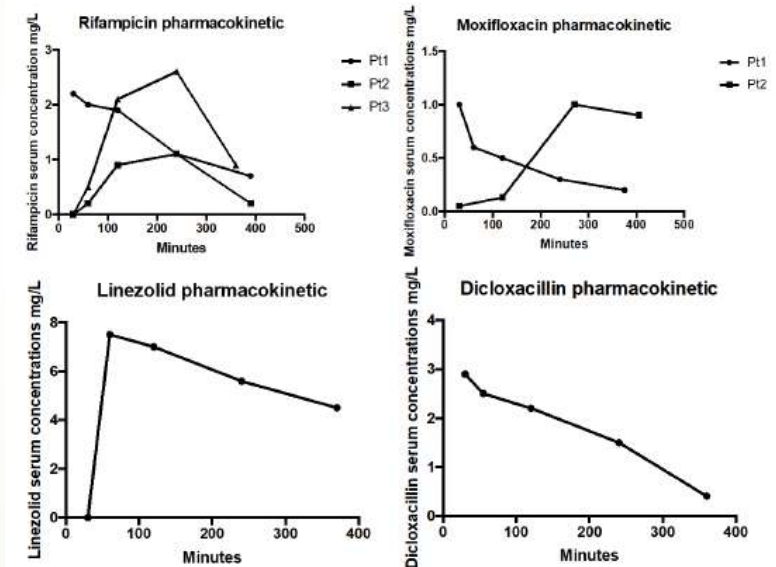 Rifampicin pharmacokinetic
Rifampicin serum concentrations mg/L
3
2
1
0
0 100 200 300 400 500
Minutes
Pt1
Pt2
Pt3
Moxifloxacin pharmacokinetic
Moxifloxacin serum concentrations mg/L
1.5
1.0
0.5
0.0
0 100 200 300 400 500
Minutes
Pt1
Pt2
Linezolid pharmacokinetic
Linezolid serum concentrations mg/L
8
6
4
2
0
0 100 200 300 400
Minutes
Dicloxacillin pharmacokinetic
Dicloxacillin serum concentrations mg/L
4
3
2
1
0
0 100 200 300 400
Minutes